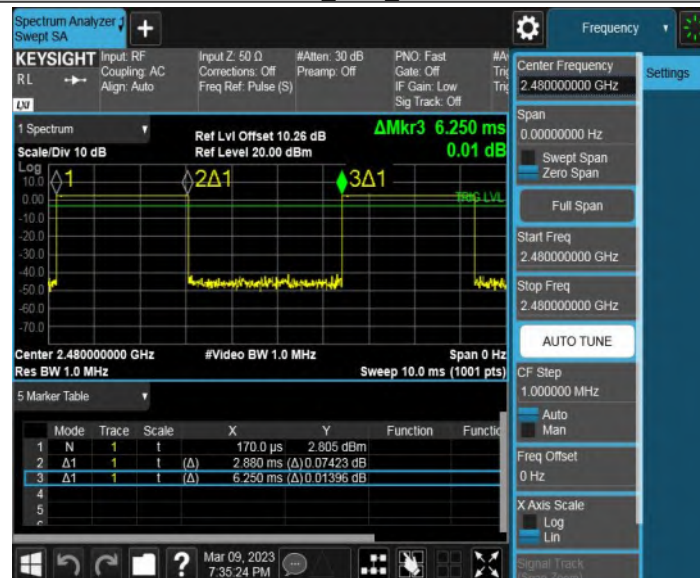 Spectrum Analyzer 1
Swept SA
+
Frequency
KEYSIGHT
Input: RF
Coupling: AC
Align: Auto
Input Z: 50 Ω
Corrections: Off
Freq Ref: Pulse (S)
#Atten: 30 dB
Preamp: Off
PNO: Fast
Gate: Off
IF Gain: Low
Sig Track: Off
RL
LXI
1 Spectrum
Ref Lvl Offset 10.26 dB
ΔMkr3 6.250 ms
Scale/Div 10 dB
Ref Level 20.00 dBm
0.01 dB
Log
1
2Δ1
3Δ1
10.0
0.00
TRIG LVL
-10.0
-20.0
-30.0
-40.0
-50.0
-60.0
-70.0
Center 2.480000000 GHz
#Video BW 1.0 MHz
Span 0 Hz
Res BW 1.0 MHz
Sweep 10.0 ms (1001 pts)
5 Marker Table
Mode Trace Scale X Y Function
1 N 1 t 170.0 µs 2.805 dBm
2 Δ1 1 t (Δ) 2.880 ms (Δ) 0.07423 dB
3 Δ1 1 t (Δ) 6.250 ms (Δ) 0.01396 dB
4
5
?
Mar 09, 2023
7:35:24 PM
Center Frequency
2.480000000 GHz
Settings
Span
0.00000000 Hz
Swept Span
Zero Span
Full Span
Start Freq
2.480000000 GHz
Stop Freq
2.480000000 GHz
AUTO TUNE
CF Step
1.000000 MHz
Auto
Man
Freq Offset
0 Hz
X Axis Scale
Log
Lin
Signal Track